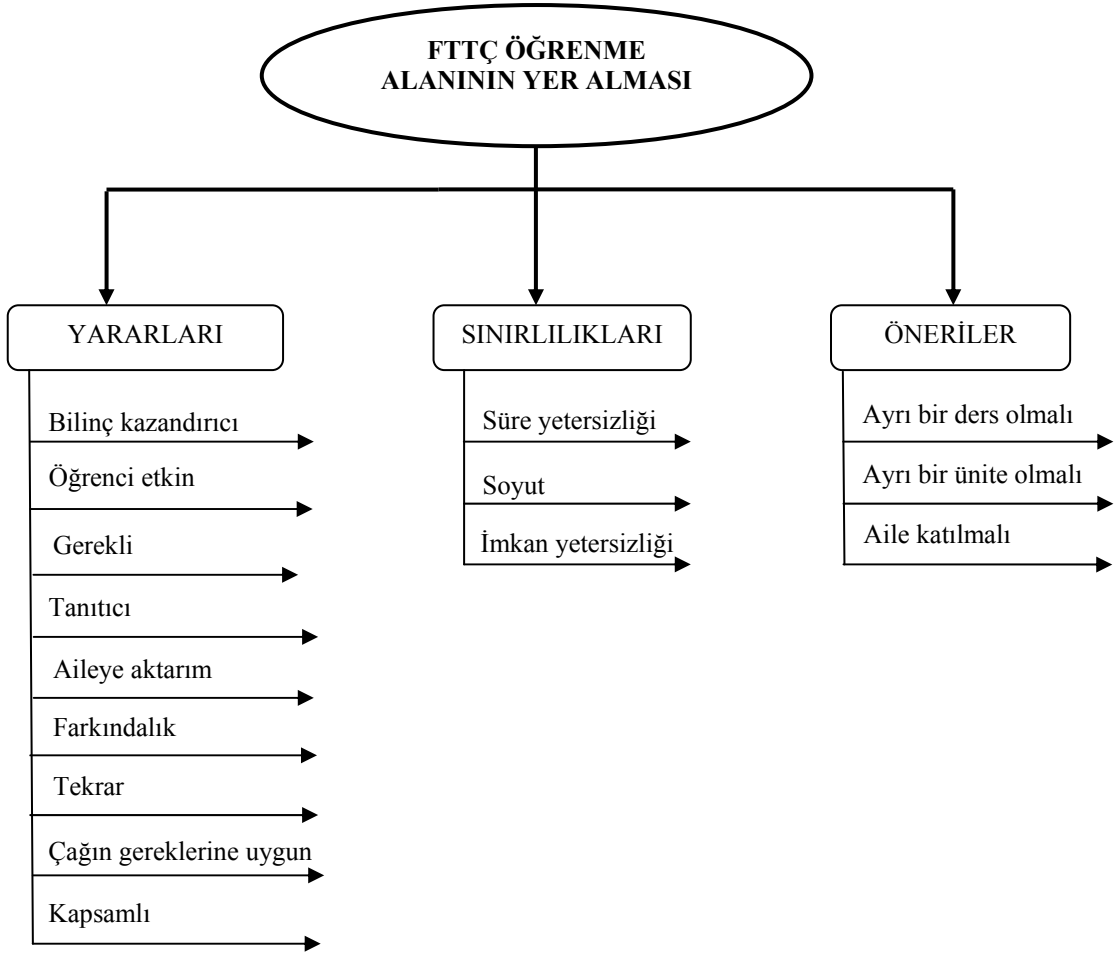 FTTÇ ÖĞRENME
ALANININ YER ALMASI
YARARLARI
Bilinç kazandırıcı
Öğrenci etkin
Gerekli
Tanıtıcı
Aileye aktarım
Farkındalık
Tekrar
Çağın gereklerine uygun
Kapsamlı
SINIRLILIKLARI
Süre yetersizliği
Soyut
İmkan yetersizliği
ÖNERİLER
Ayrı bir ders olmalı
Ayrı bir ünite olmalı
Aile katılmalı